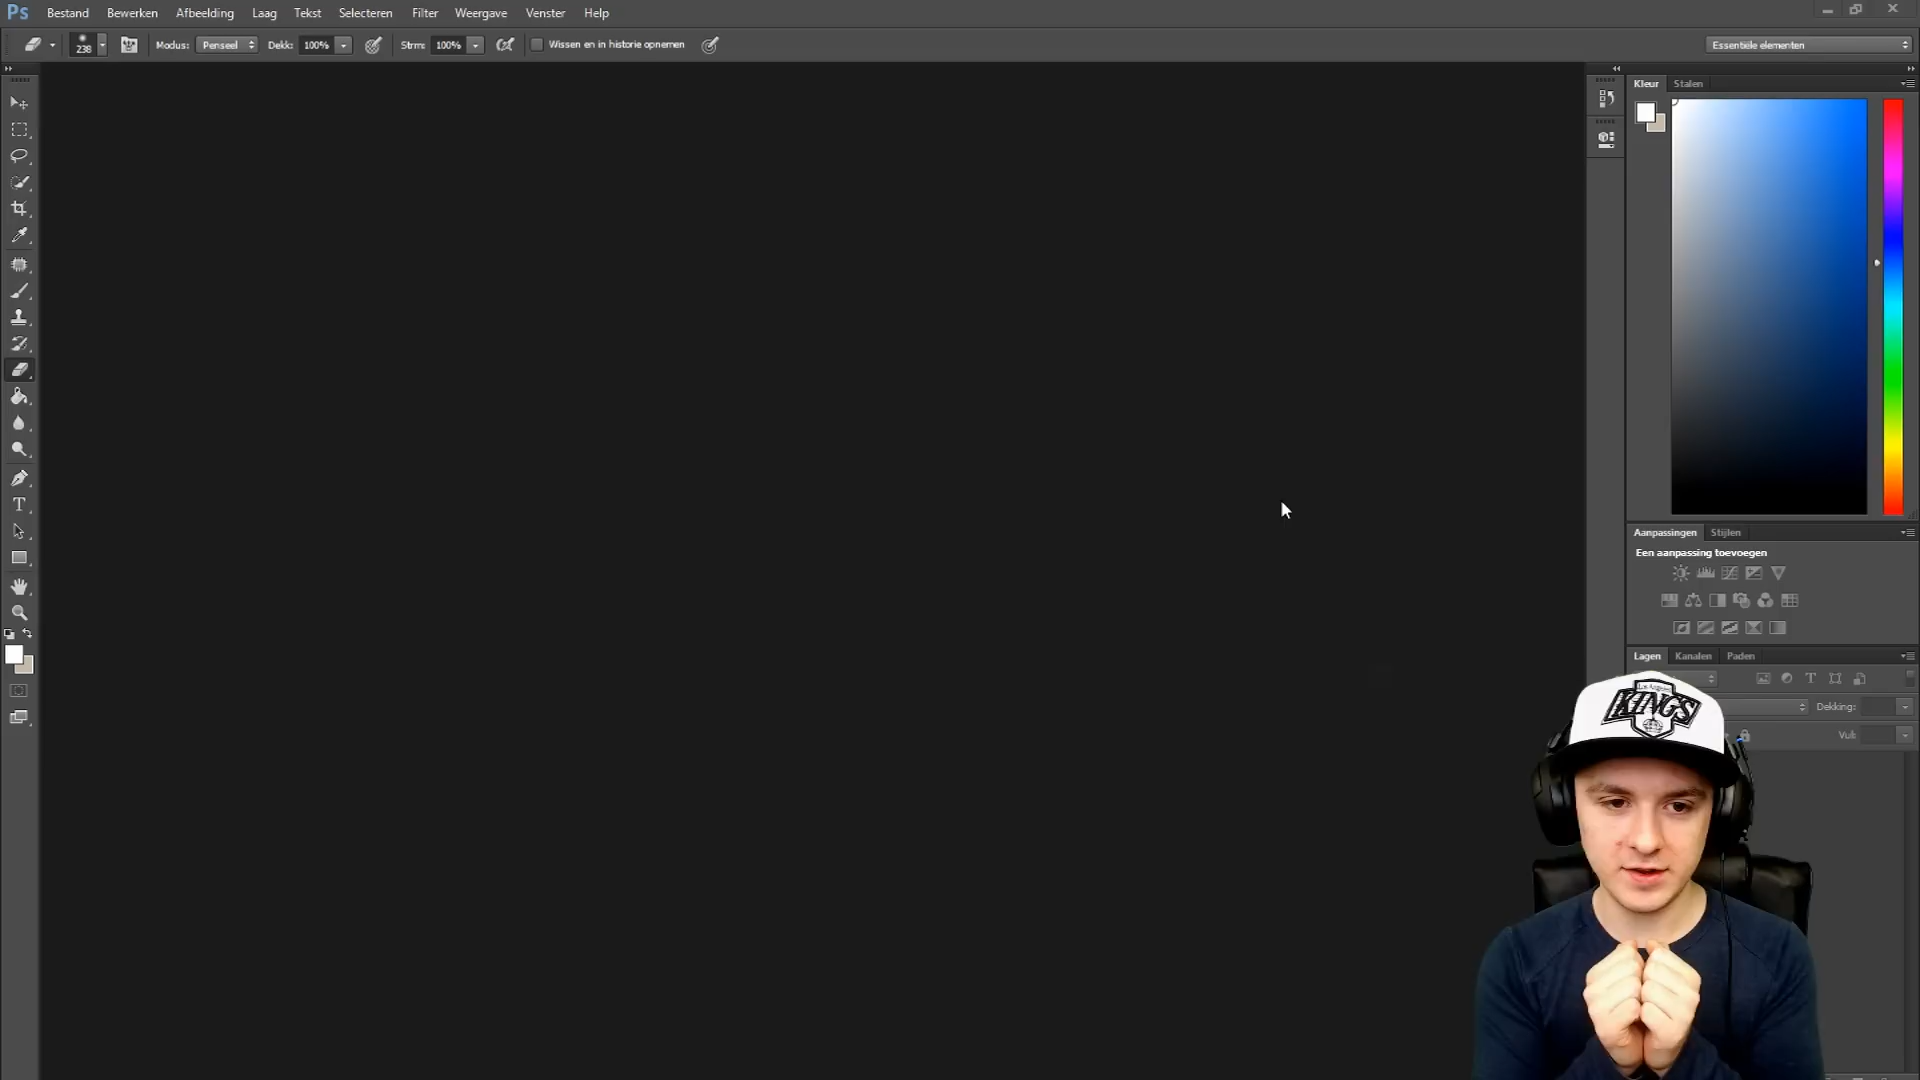 Ps Bestand Bewerken Afbeelding Laag Tekst Selecteren Filter Weergave Venster Help
238 Modus: Penseel Dekk: 100% Strm: 100% Wissen en in historie opnemen Essentiële elementen
Kleur Stalen
Aanpassingen Stijlen
Een aanpassing toevoegen
Lagen Kanalen Paden
Dekking:
Vul:
Los Angeles
KINGS